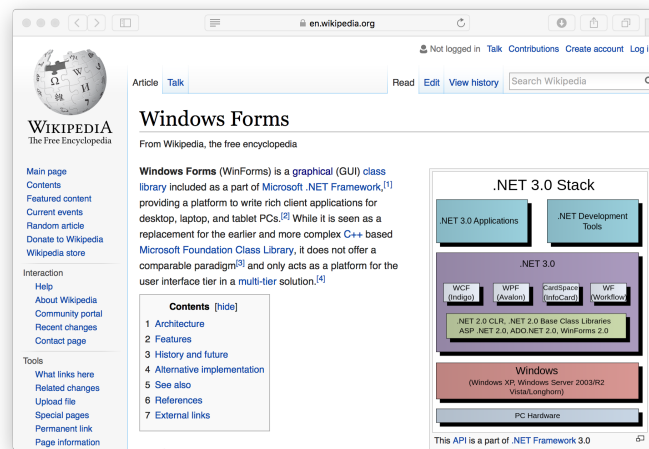 en.wikipedia.org
Not logged in Talk Contributions Create account Log i
Article Talk
Read Edit View history Search Wikipedia
WIKIPEDIA
The Free Encyclopedia
Main page
Contents
Featured content
Current events
Random article
Donate to Wikipedia
Wikipedia store
Interaction
Help
About Wikipedia
Community portal
Recent changes
Contact page
Tools
What links here
Related changes
Upload file
Special pages
Permanent link
Page information
Windows Forms
From Wikipedia, the free encyclopedia
Windows Forms (WinForms) is a graphical (GUI) class
library included as a part of Microsoft .NET Framework,[1]
providing a platform to write rich client applications for
desktop, laptop, and tablet PCs.[2] While it is seen as a
replacement for the earlier and more complex C++ based
Microsoft Foundation Class Library, it does not offer a
comparable paradigm[3] and only acts as a platform for the
user interface tier in a multi-tier solution.[4]
Contents [hide]
1 Architecture
2 Features
3 History and future
4 Alternative implementation
5 See also
6 References
7 External links
.NET 3.0 Stack
.NET 3.0 Applications
.NET Development
Tools
.NET 3.0
WCF
(Indigo)
WPF
(Avalon)
CardSpace
(InfoCard)
WF
(Workflow)
.NET 2.0 CLR, .NET 2.0 Base Class Libraries
ASP .NET 2.0, ADO.NET 2.0, WinForms 2.0
Windows
(Windows XP, Windows Server 2003/R2
Vista/Longhorn)
PC Hardware
This API is a part of .NET Framework 3.0